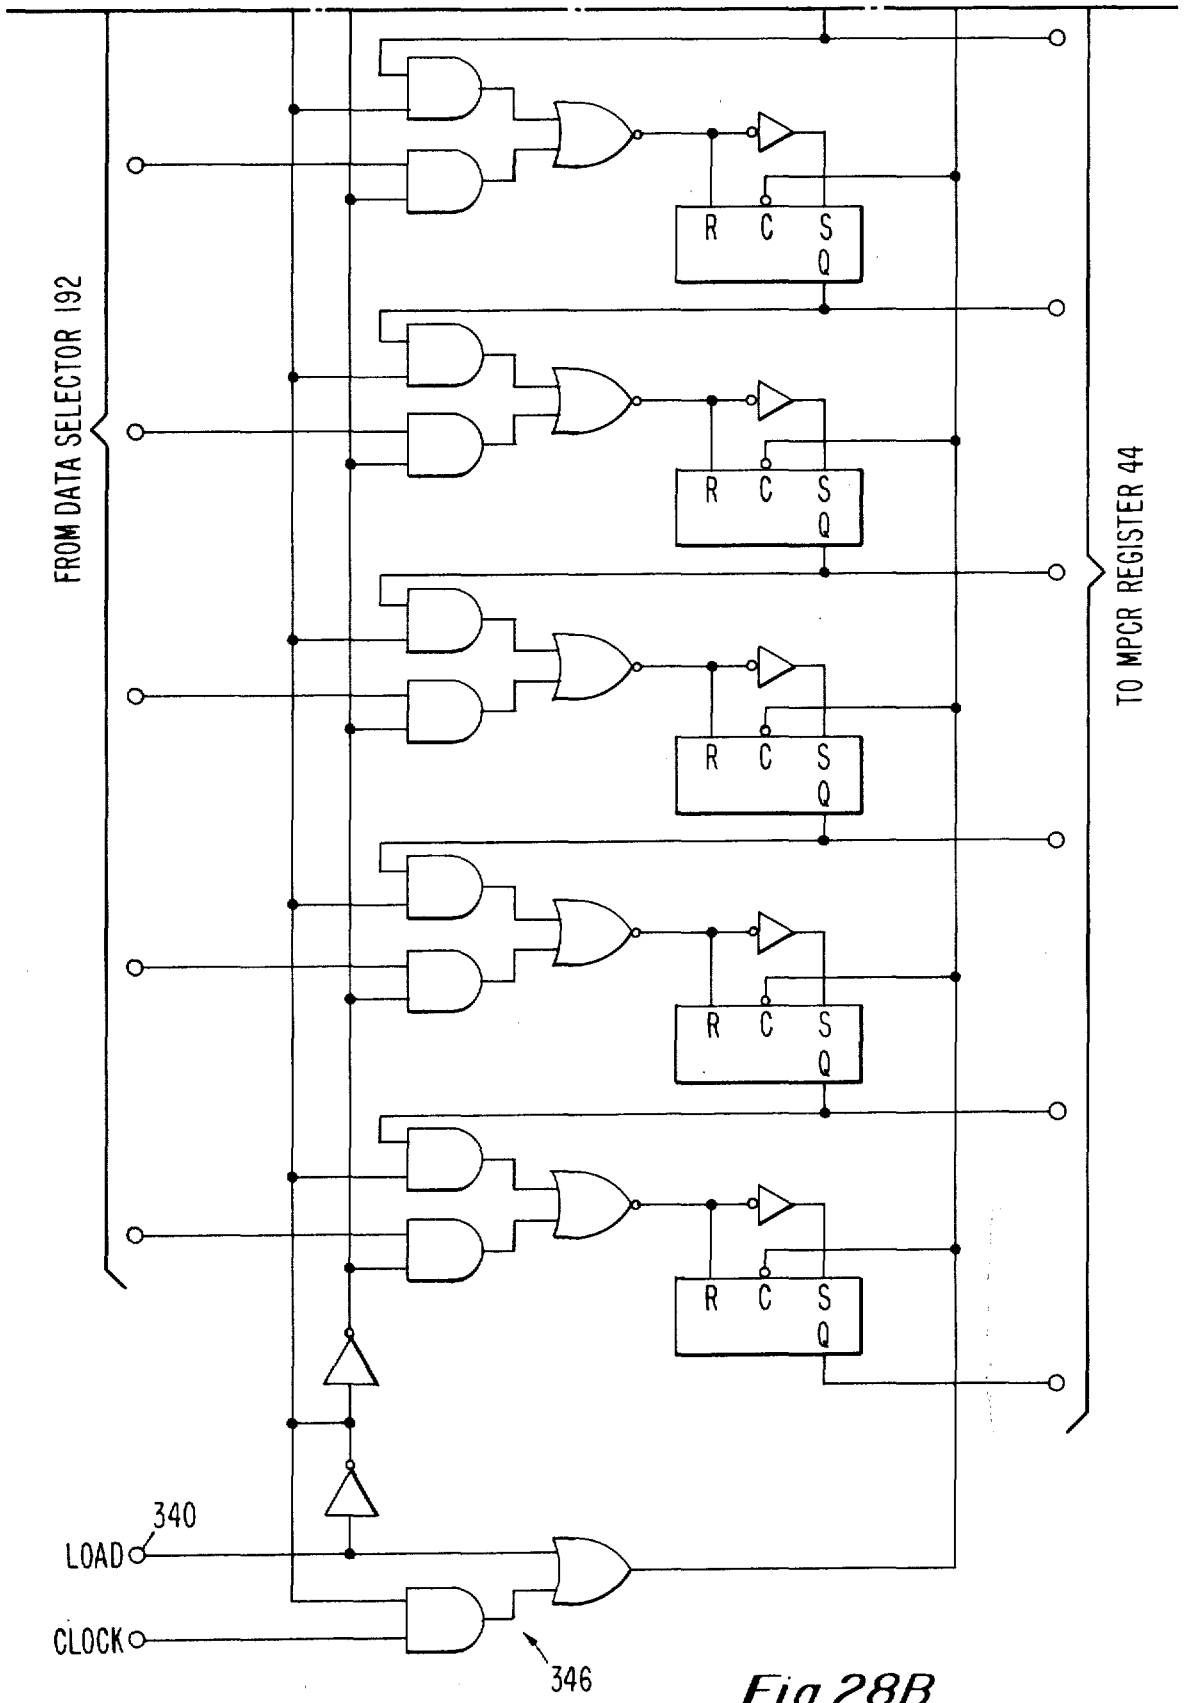 FROM DATA SELECTOR 192
R C S
Q
R C S
Q
R C S
Q
R C S
Q
R C S
Q
TO MPCR REGISTER 44
340
LOAD
CLOCK
346
Fig 28B